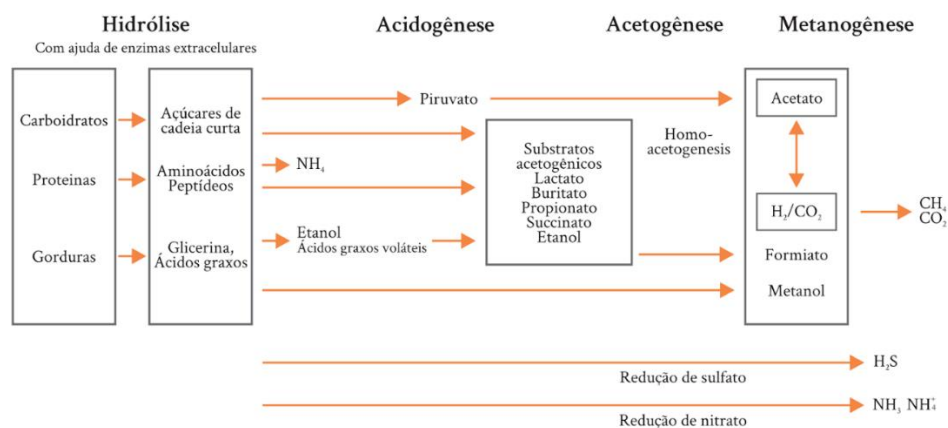 Hidrólise
Com ajuda de enzimas extracelulares
Acidogênese
Acetogênese
Metanogênese
Carboidratos
Proteinas
Gorduras
Açúcares de
cadeia curta
Aminoácidos
Peptídeos
Glicerina,
Ácidos graxos
Piruvato
NH₄
Etanol
Ácidos graxos voláteis
Substratos
acetogênicos
Lactato
Buritato
Propionato
Succinato
Etanol
Homo-
acetogenesis
Acetato
H₂/CO₂
Formiato
Metanol
CH₄
CO₂
Redução de sulfato
H₂S
Redução de nitrato
NH₃ NH₄⁺